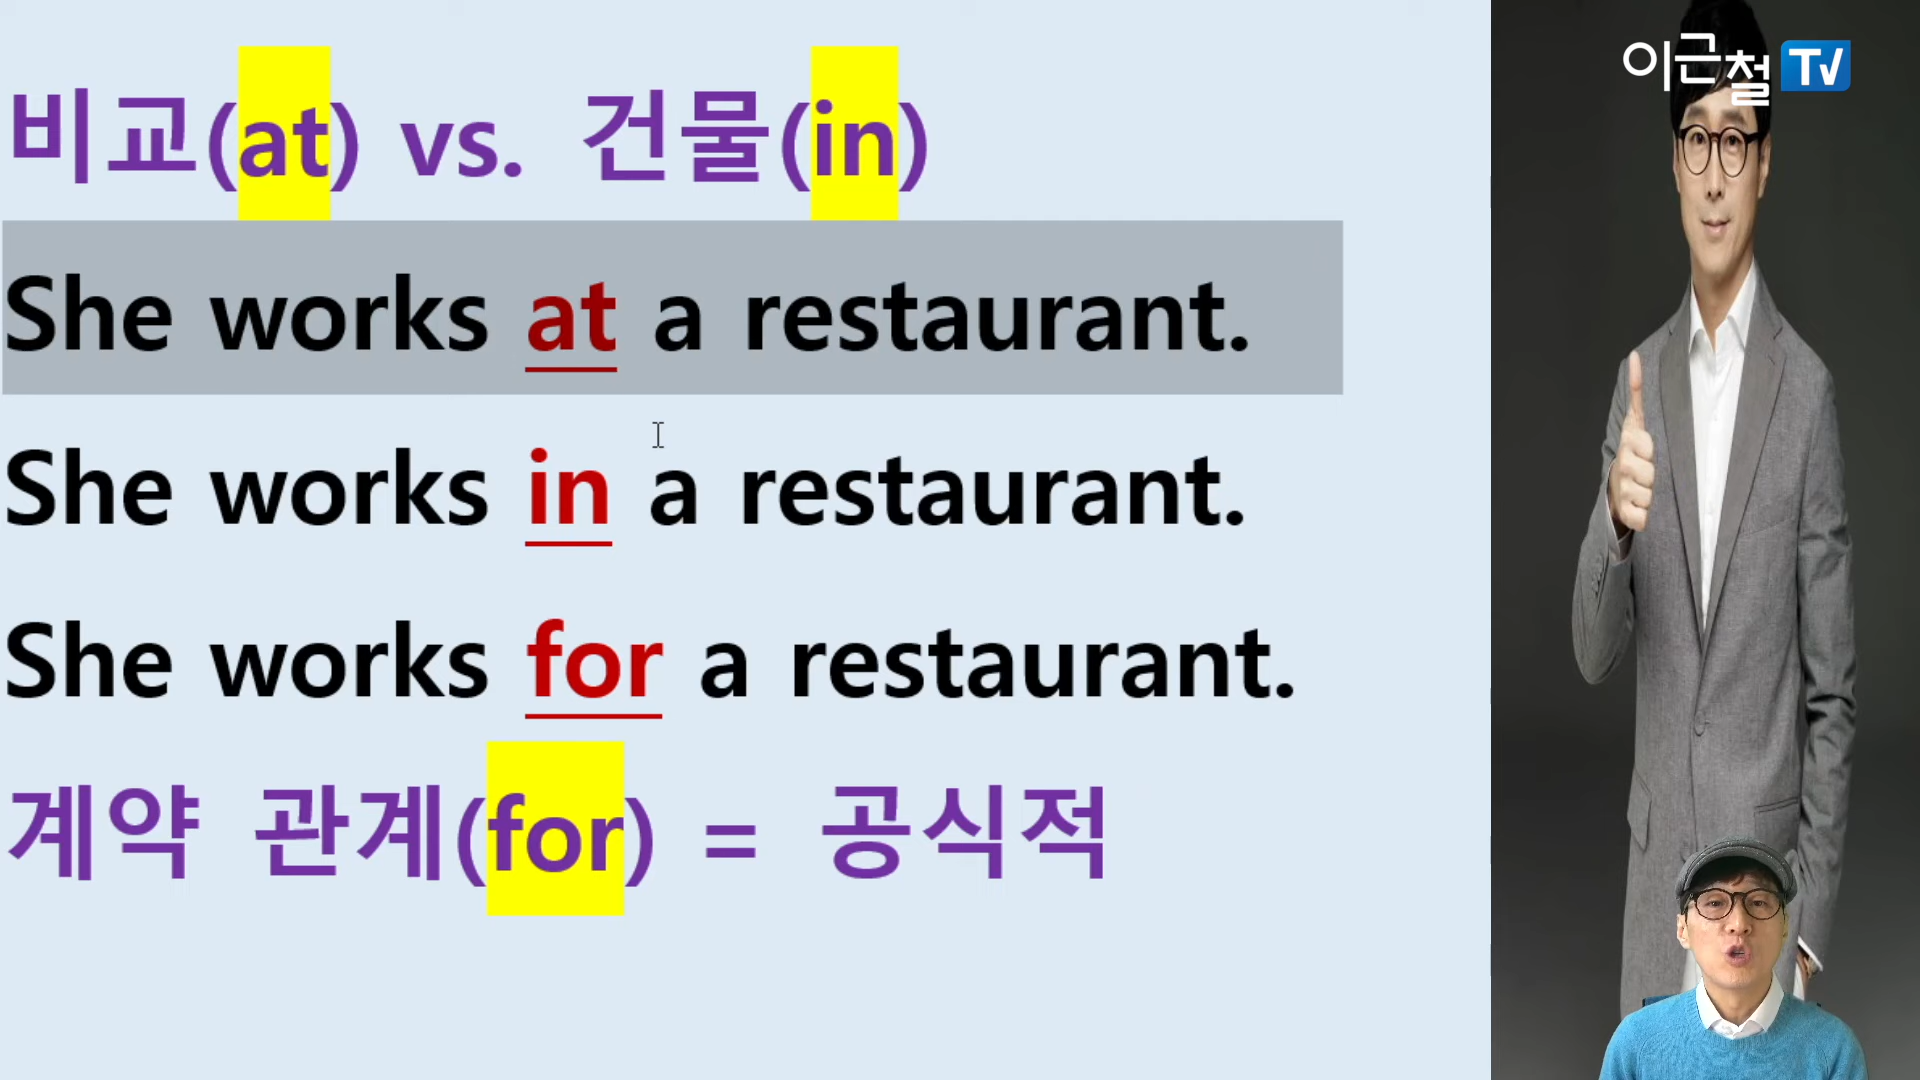 비교(at) vs. 건물(in)
She works at a restaurant.
She works in a restaurant.
She works for a restaurant.
계약 관계(for) = 공식적
이근철 TV